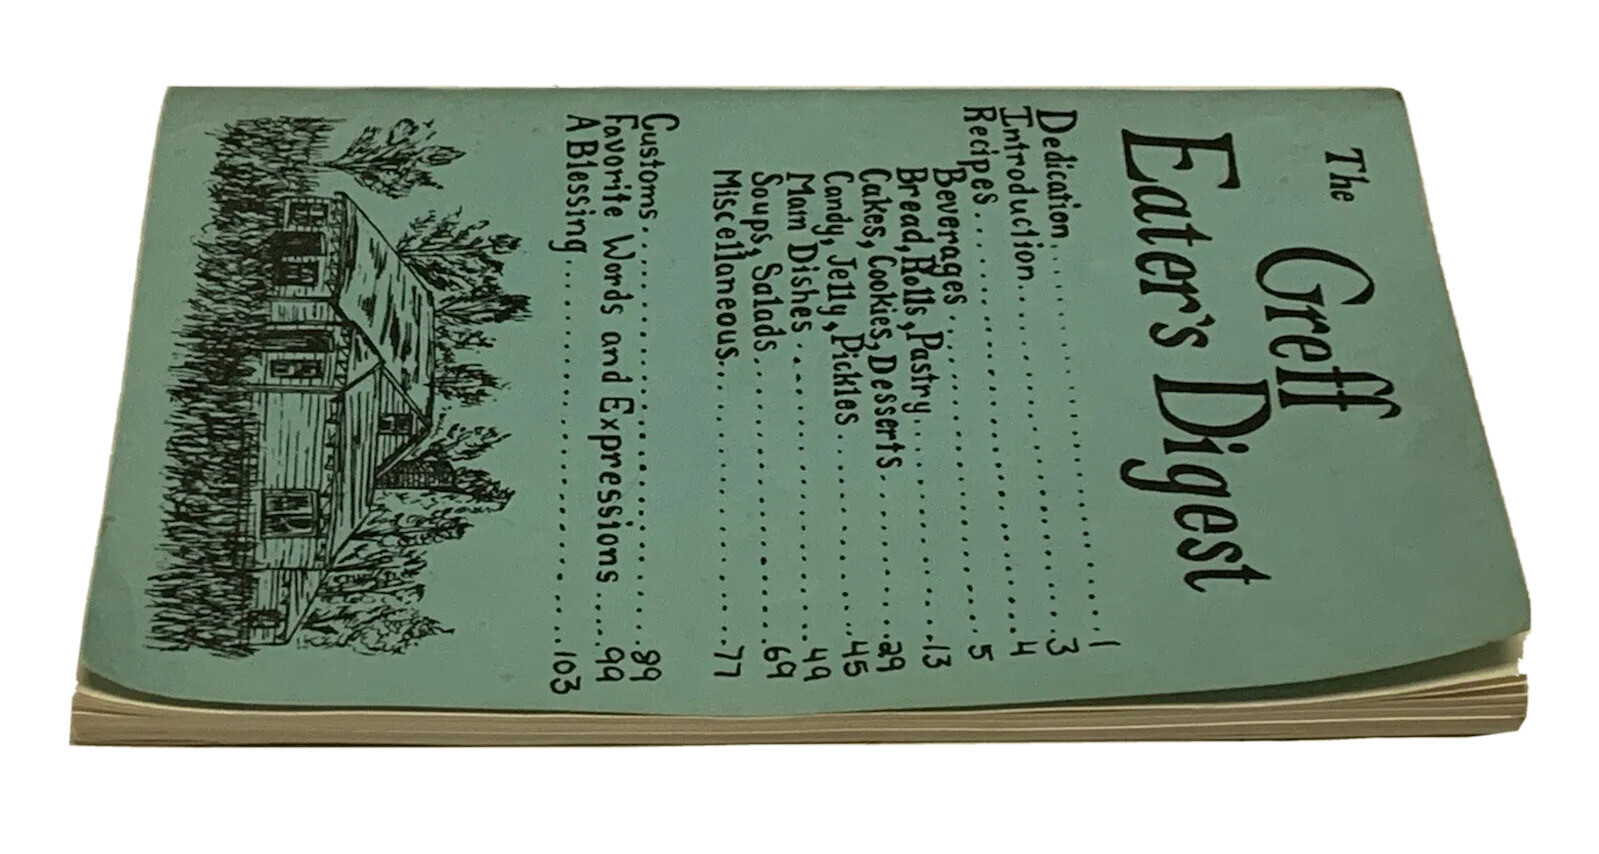 The
Greff
Eater's Digest
Dedication..........1
Introduction..........3
Recipes..........4
Beverages..........5
Bread, Rolls, Pastry..........13
Cakes, Cookies, Desserts..........29
Candy, Jelly, Pickles..........45
Main Dishes..........49
Soups, Salads..........69
Miscellaneous..........77
Customs..........89
Favorite Words and Expressions...99
A Blessing..........103